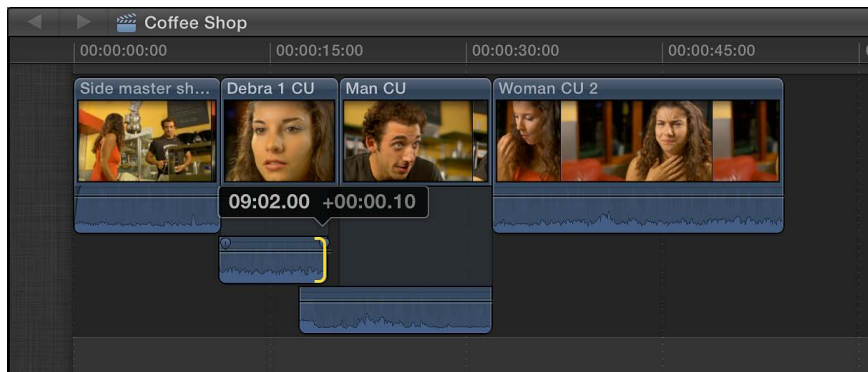 Coffee Shop
00:00:00:00 00:00:15:00 00:00:30:00 00:00:45:00
Side master sh... Debra 1 CU Man CU Woman CU 2
09:02.00 +00:00.10